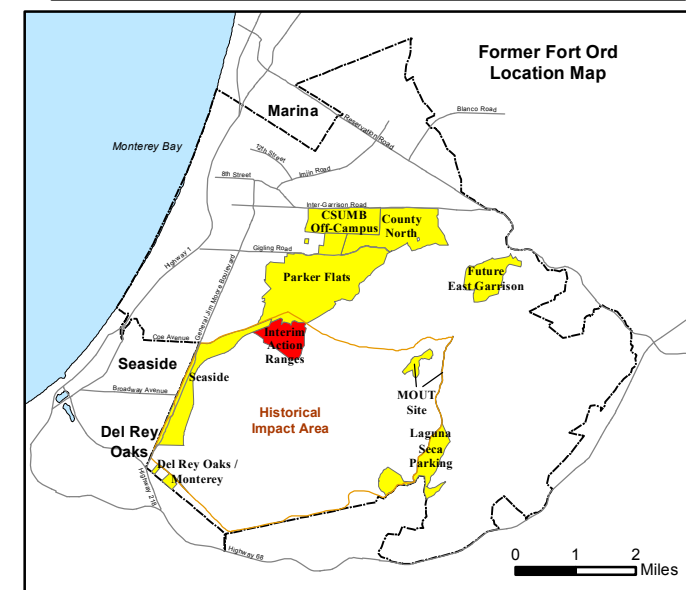 Former Fort Ord
Location Map
Marina
Blanco Road
Reservation Road
Monterey Bay
12th Street
Imjin Road
8th Street
Inter-Garrison Road
CSUMB
Off-Campus
County
North
Gigling Road
Highway 1
General Jim Moore Boulevard
Parker Flats
Future
East Garrison
Coe Avenue
Interim
Action
Ranges
Seaside
Seaside
Broadway Avenue
MOUT
Site
Historical
Impact Area
Del Rey
Oaks
Laguna
Seca
Parking
Del Rey Oaks /
Monterey
Highway 218
Highway 68
0 1 2
Miles